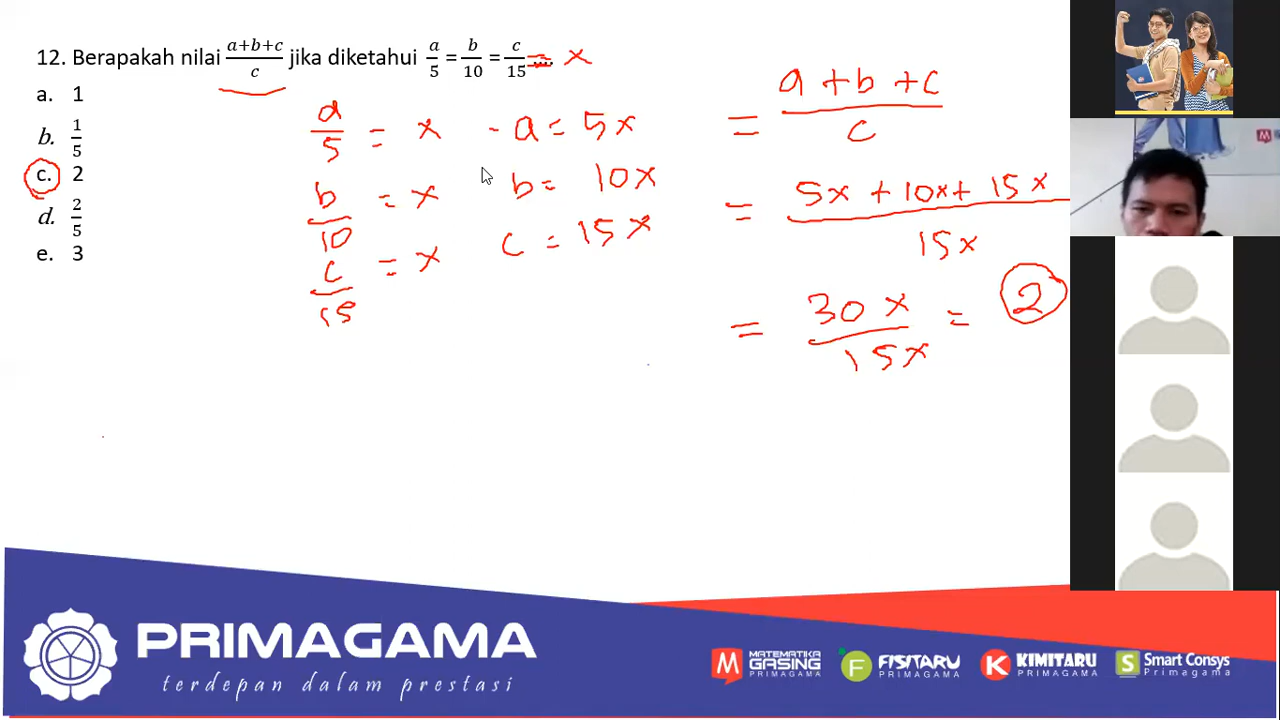 12. Berapakah nilai a+b+c/c jika diketahui a/5 = b/10 = c/15 .... = x
a. 1
b. 1/5
c. 2
d. 2/5
e. 3
a/5 = x
b/10 = x
c/15 = x
- a = 5x
b = 10x
c = 15x
= a + b + c / c
= 5x + 10x + 15x / 15x
= 30x / 15x = 2
PRIMAGAMA
terdepan dalam prestasi
MATEMATIKA
GASING
PRIMAGAMA
FISITARU
PRIMAGAMA
KIMITARU
PRIMAGAMA
Smart Consys
Primagama